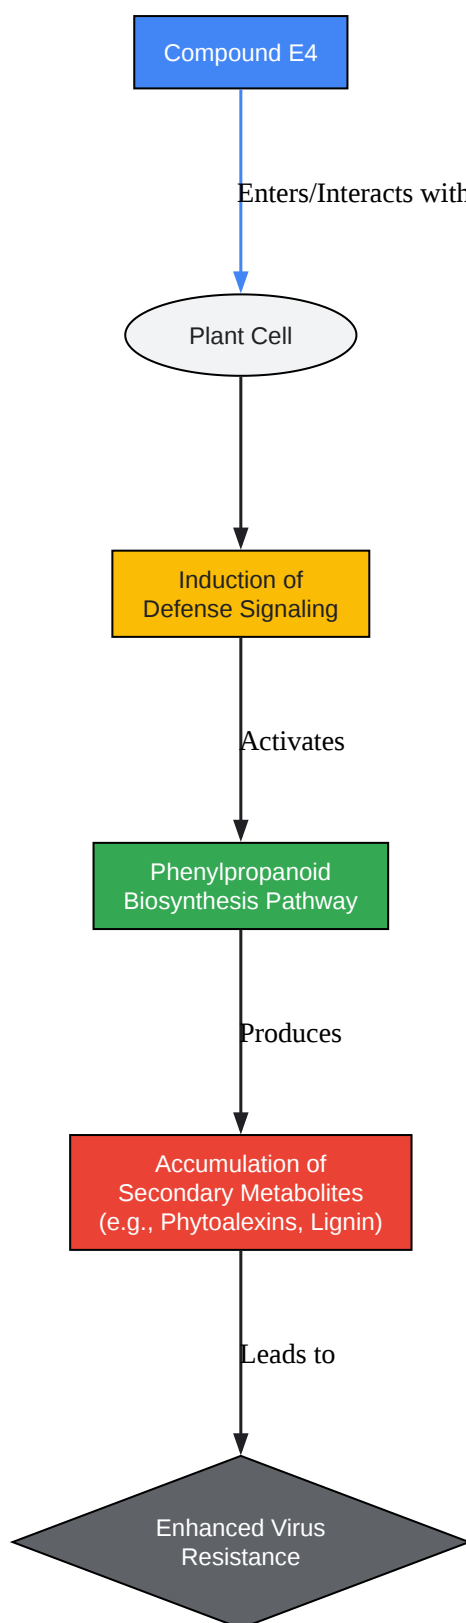 Compound E4
Enters/Interacts with
Plant Cell
Induction of
Defense Signaling
Activates
Phenylpropanoid
Biosynthesis Pathway
Produces
Accumulation of
Secondary Metabolites
(e.g., Phytoalexins, Lignin)
Leads to
Enhanced Virus
Resistance